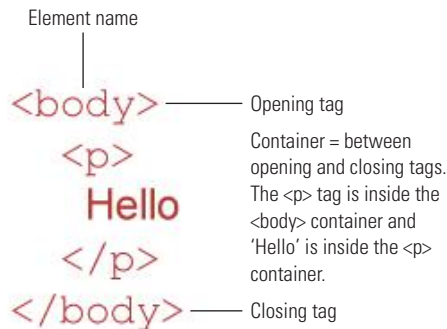 Element name
<body>
Opening tag
<p>
Container = between
opening and closing tags.
The <p> tag is inside the
<body> container and
‘Hello’ is inside the <p>
container.
Hello
</p>
</body>
Closing tag